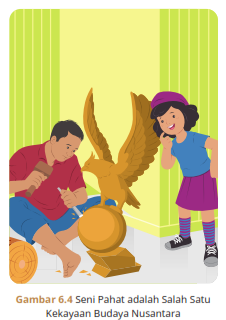 Gambar 6.4 Seni Pahat adalah Salah Satu
Kekayaan Budaya Nusantara